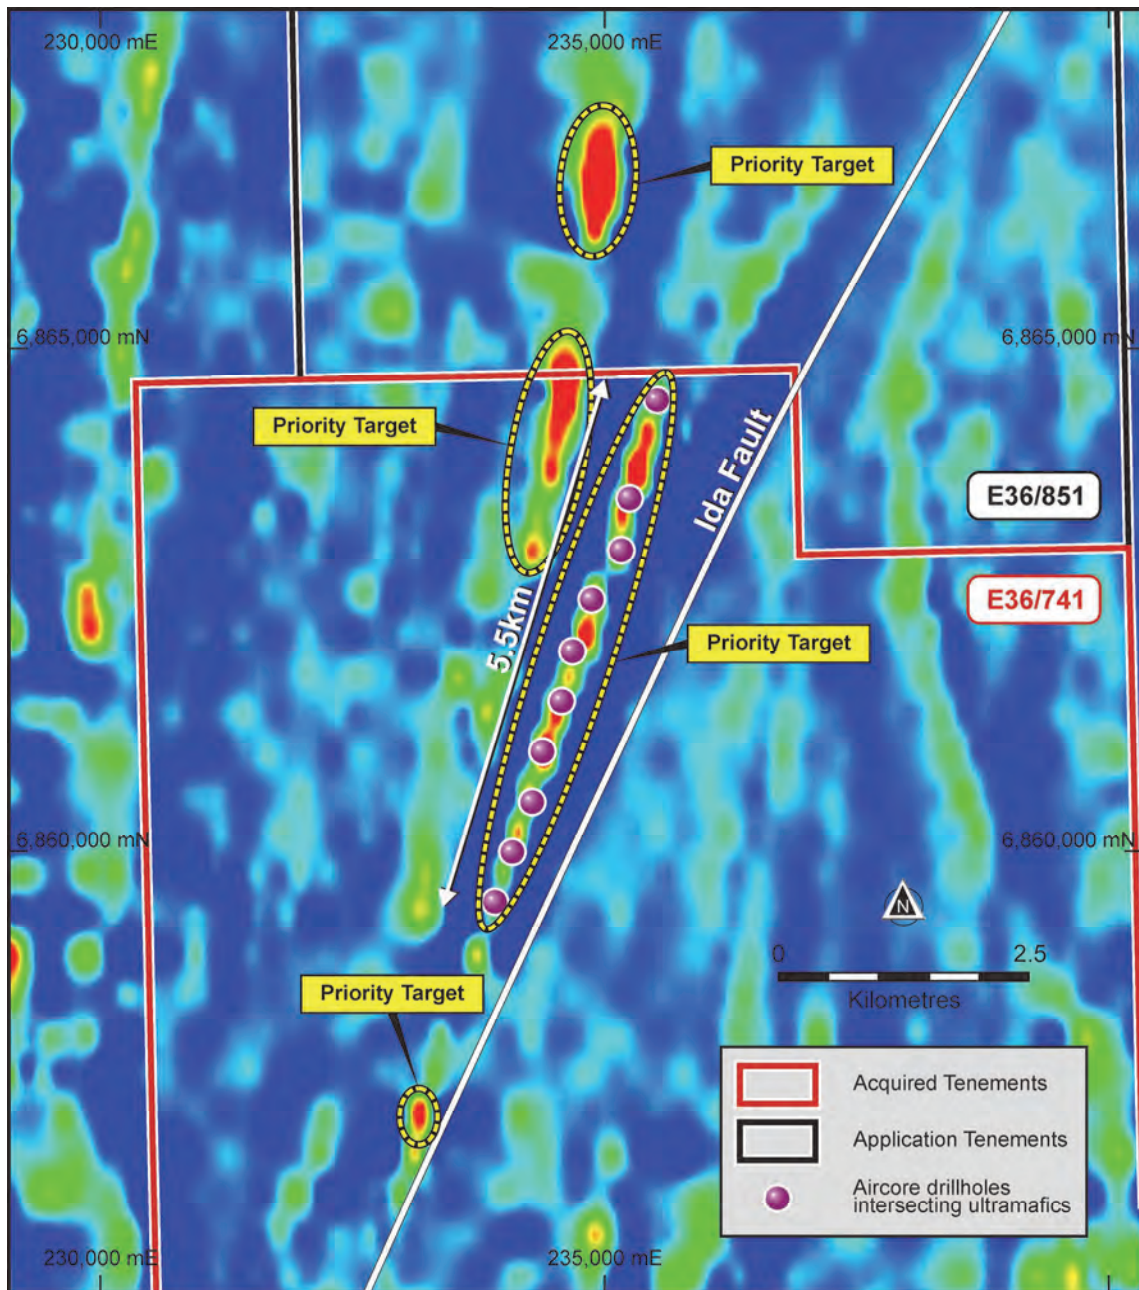 230,000 mE
235,000 mE
Priority Target
6,865,000 mN
6,865,000 mN
Priority Target
Ida Fault
E36/851
E36/741
5.5km
Priority Target
6,860,000 mN
6,860,000 mN
N
0
2.5
Kilometres
Priority Target
Acquired Tenements
Application Tenements
Aircore drillholes
intersecting ultramafics
230,000 mE
235,000 mE